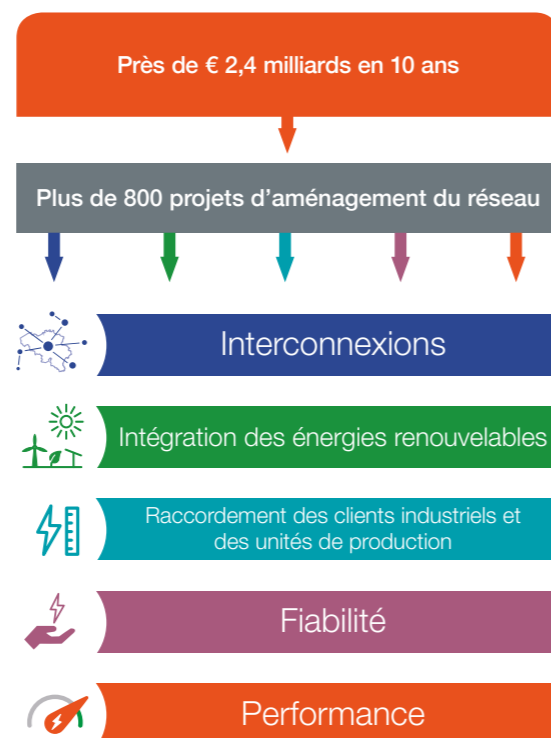 Près de € 2,4 milliards en 10 ans
Plus de 800 projets d’aménagement du réseau
Interconnexions
Intégration des énergies renouvelables
Raccordement des clients industriels et
des unités de production
Fiabilité
Performance